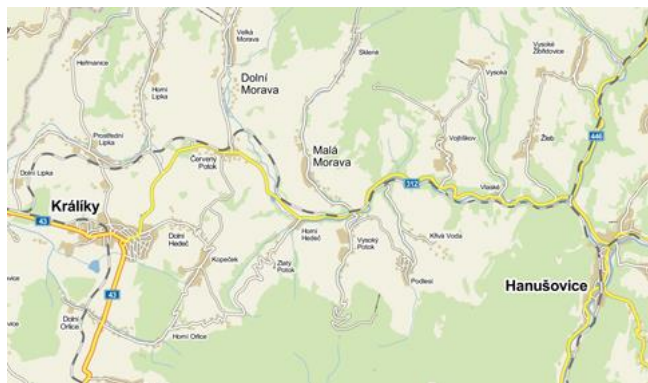 Velká
Morava
Sklené
Heřmanice
Vysoké
Žibřidovice
Vysoká
Dolní
Morava
Horní
Lipka
Prostřední
Lipka
446
Vojtíškov
Žleb
Malá
Morava
Červený
Potok
Dolní Lipka
312
Vlaské
Králíky
43
Dolní
Hedeč
Horní
Hedeč
Vysoký
Potok
Křivá Voda
Kopeček
Zlatý
Potok
Podlesí
Hanušovice
43
Dolní
Orlice
Horní Orlice